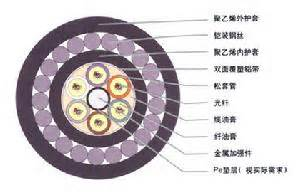 聚乙烯外护套
铠装钢丝
聚乙烯内护套
双面覆塑铝带
松套管
光纤
缆油膏
纤油膏
金属加强件
Pe垫层(视实际需求)